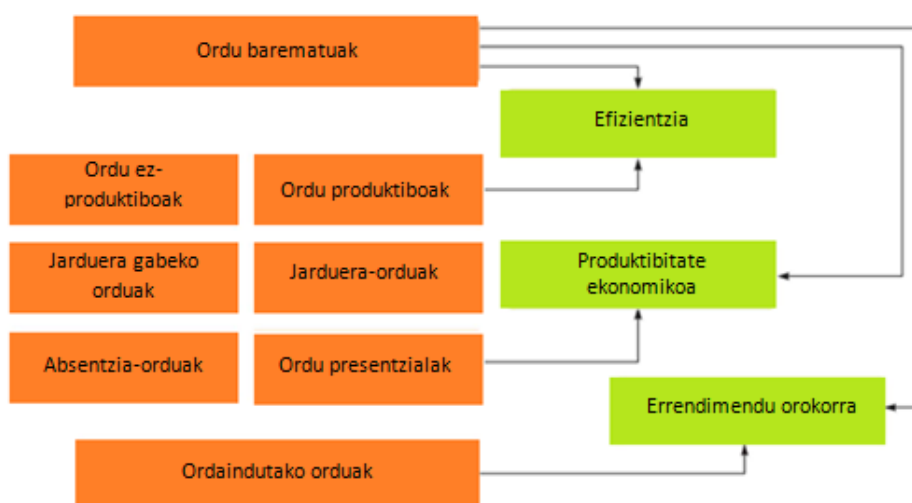 Ordu barematuak
Efizientzia
Ordu ez-
produktiboak
Ordu produktiboak
Jarduera gabeko
orduak
Jarduera-orduak
Produktibitate
ekonomikoa
Absentzia-orduak
Ordu presentzialak
Errendimendu orokorra
Ordaindutako orduak